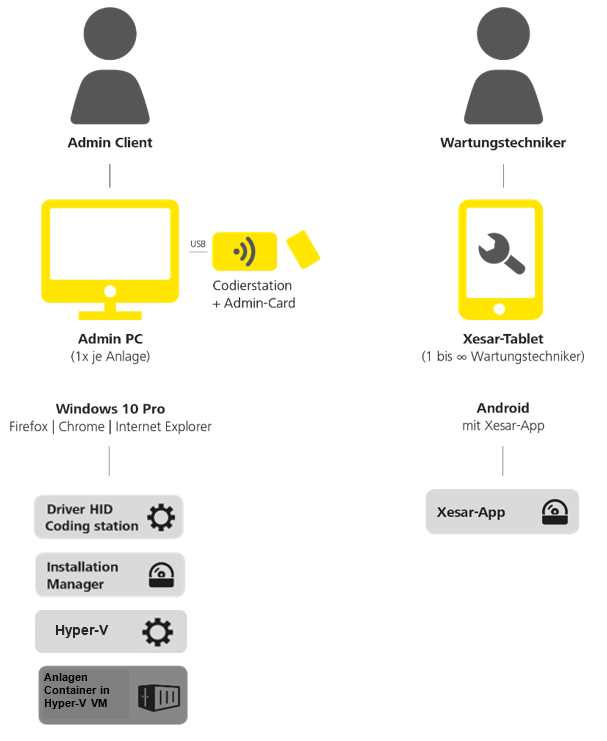 Admin Client
USB
Codierstation
+ Admin-Card
Admin PC
(1x je Anlage)
Windows 10 Pro
Firefox | Chrome | Internet Explorer
Driver HID
Coding station
Installation
Manager
Hyper-V
Anlagen
Container in
Hyper-V VM
Wartungstechniker
Xesar-Tablet
(1 bis ∞ Wartungstechniker)
Android
mit Xesar-App
Xesar-App